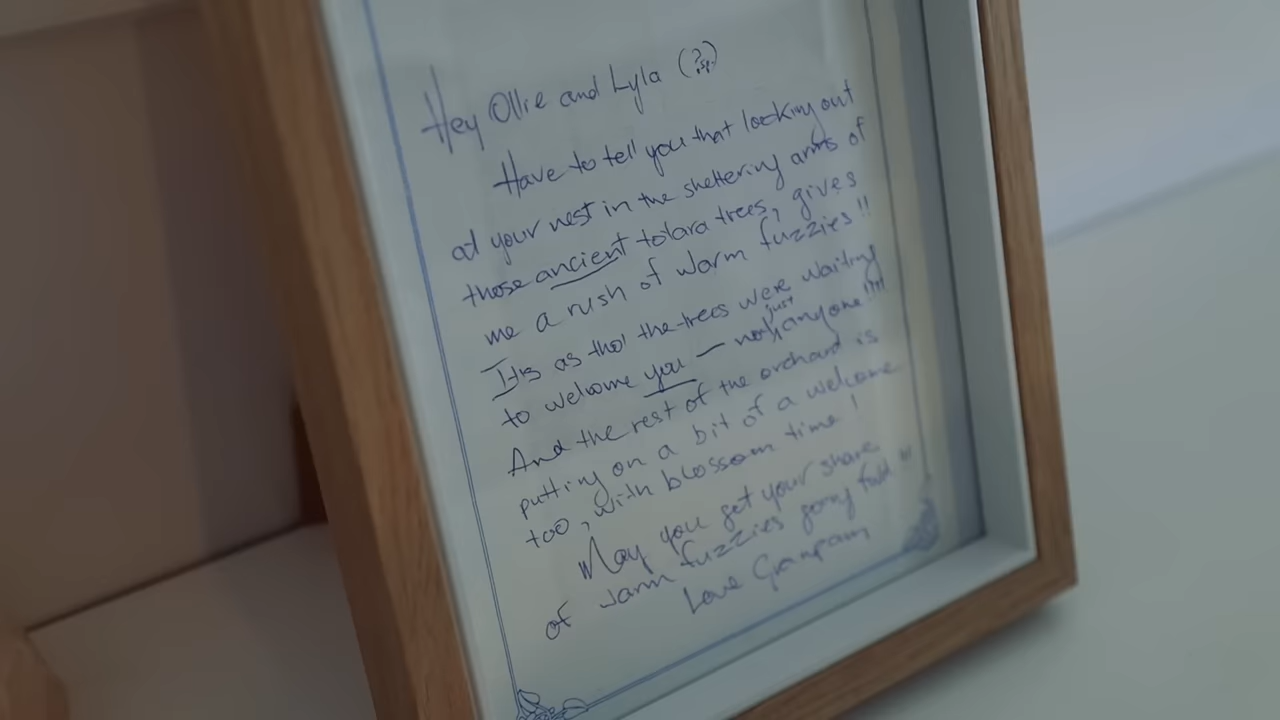 Hey Ollie and Lyla (?sp.)
Have to tell you that looking out
at your nest in the sheltering arms of
those ancient totara trees, gives
me a rush of warm fuzzies!!
It's as tho' the trees were waiting
to welcome you — not just anyone!!!!
And the rest of the orchard is
putting on a bit of a welcome
too, with blossom time!
May you get your share
of warm fuzzies going fwd!!!
Love Granpam